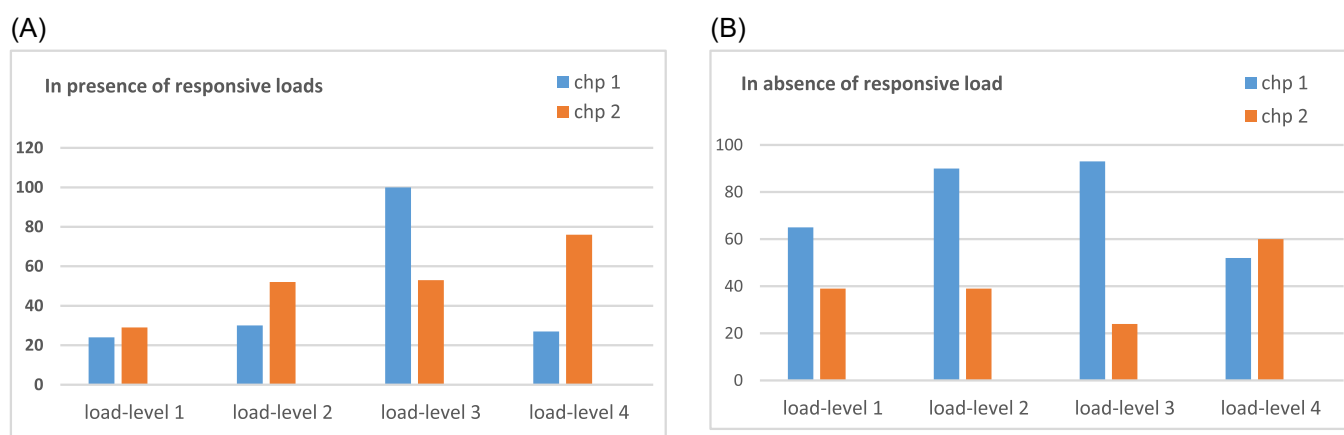 (A)
In presence of responsive loads
chp 1
chp 2
120
100
80
60
40
20
0
load-level 1 load-level 2 load-level 3 load-level 4
(B)
In absence of responsive load
chp 1
chp 2
100
80
60
40
20
0
load-level 1 load-level 2 load-level 3 load-level 4